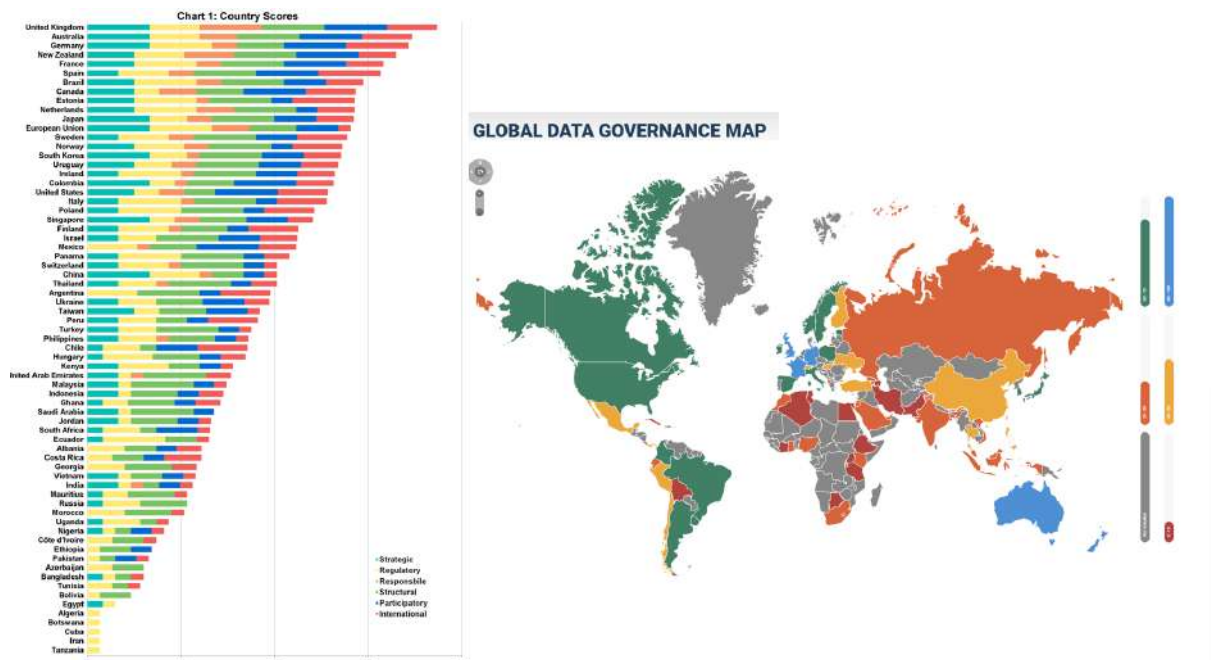 Chart 1: Country Scores
United Kingdom
Australia
Germany
New Zealand
France
Spain
Brazil
Canada
Estonia
Netherlands
Japan
European Union
Sweden
Norway
South Korea
Uruguay
Ireland
Colombia
United States
Italy
Poland
Singapore
Finland
Israel
Mexico
Panama
Switzerland
China
Thailand
Argentina
Ukraine
Taiwan
Peru
Turkey
Philippines
Chile
Hungary
Kenya
United Arab Emirates
Malaysia
Indonesia
Ghana
Saudi Arabia
Jordan
South Africa
Ecuador
Albania
Costa Rica
Georgia
Vietnam
India
Mauritius
Russia
Morocco
Uganda
Nigeria
Côte d'Ivoire
Ethiopia
Pakistan
Azerbaijan
Bangladesh
Tunisia
Bolivia
Egypt
Algeria
Botswana
Cuba
Iran
Tanzania
Strategic
Regulatory
Responsbile
Structural
Participatory
International
GLOBAL DATA GOVERNANCE MAP